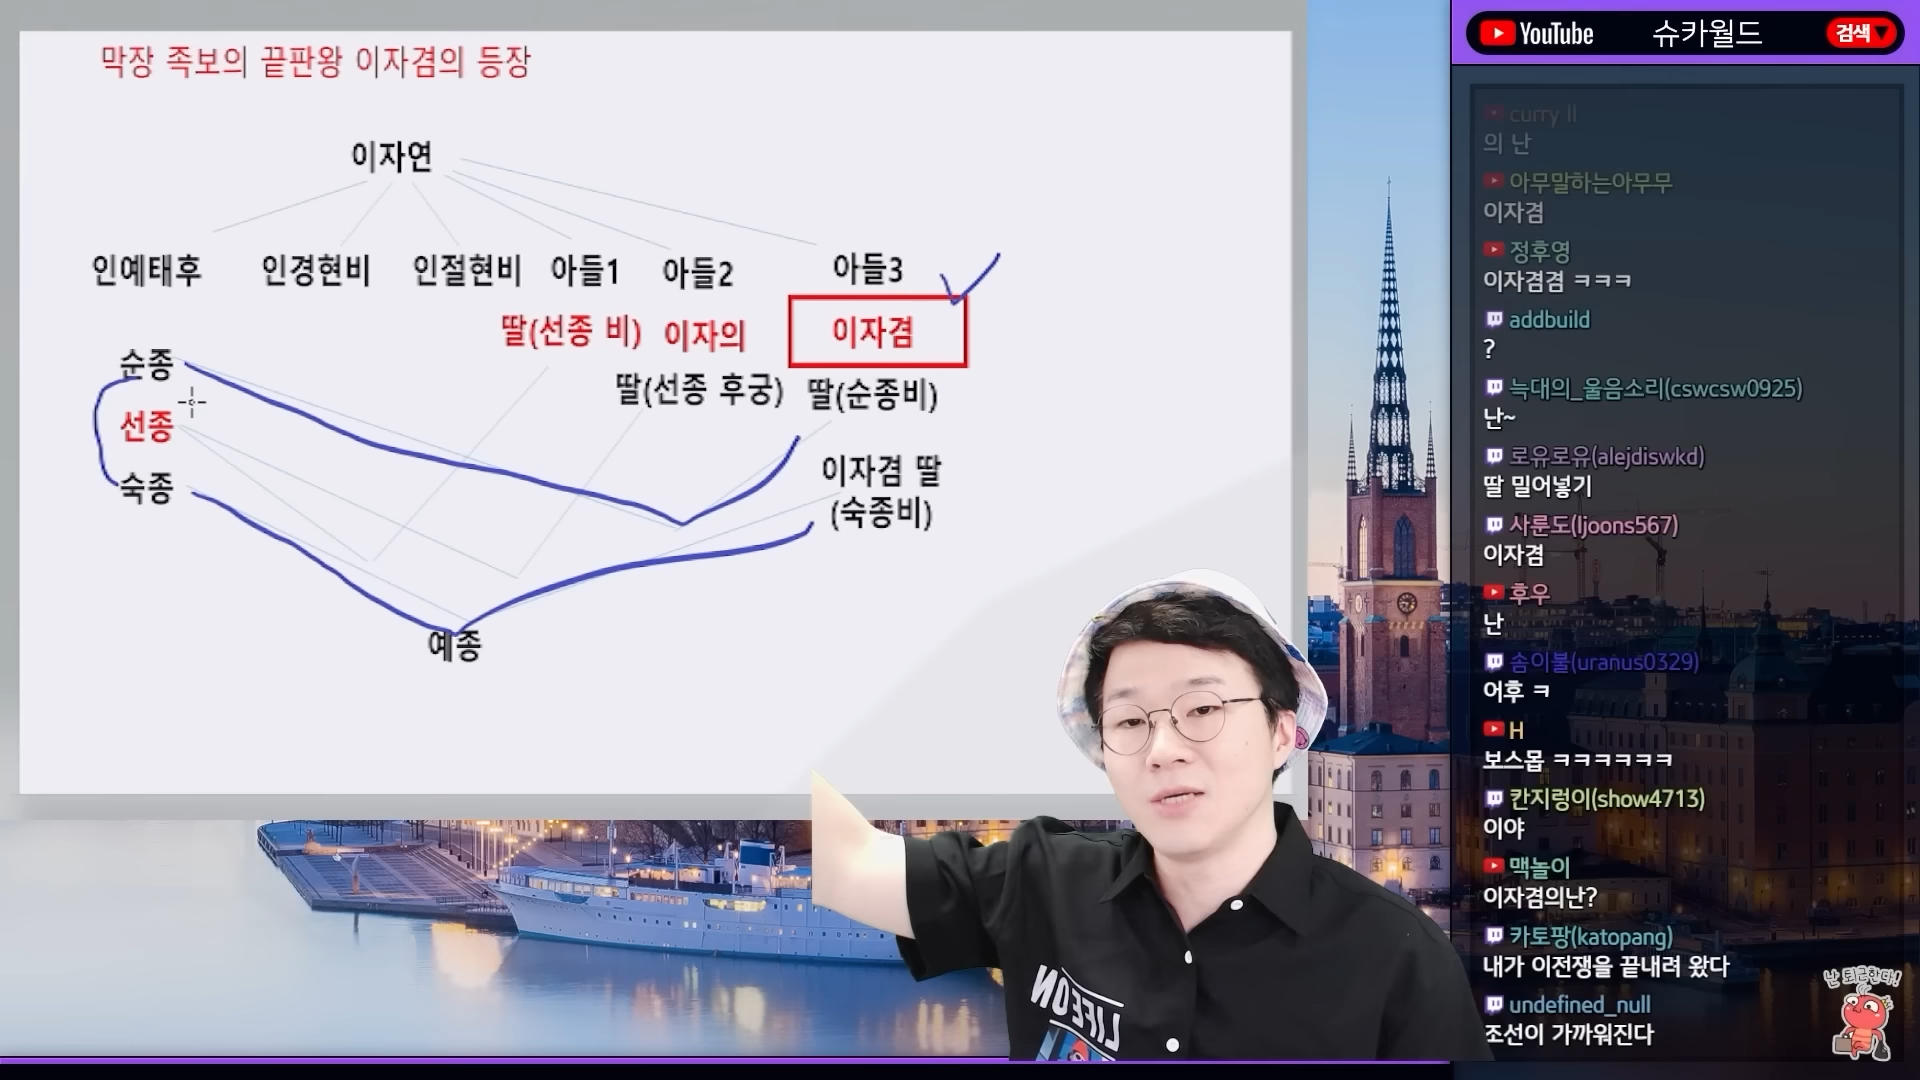 막장 족보의 끝판왕 이자겸의 등장
이자연
인예태후 인경현비 인절현비 아들1 아들2 아들3
딸(선종 비) 이자의 이자겸
순종
딸(선종 후궁) 딸(순종비)
선종
이자겸 딸
(숙종비)
숙종
예종
LIFE ON
YouTube 슈카월드 검색▼
curry ll
의 난
아무말하는아무무
이자겸
정후영
이자겸겸 ㅋㅋㅋ
addbuild
?
늑대의_울음소리(cswcsw0925)
난~
로유로유(alejdiswkd)
딸 밀어넣기
사룬도(ljoons567)
이자겸
후우
난
솜이불(uranus0329)
어후 ㅋ
H
보스몹 ㅋㅋㅋㅋㅋㅋ
칸지렁이(show4713)
이야
맥놀이
이자겸의난?
카토팡(katopang)
내가 이전쟁을 끝내려 왔다
undefined_null
조선이 가까워진다
난 퇴근한다!